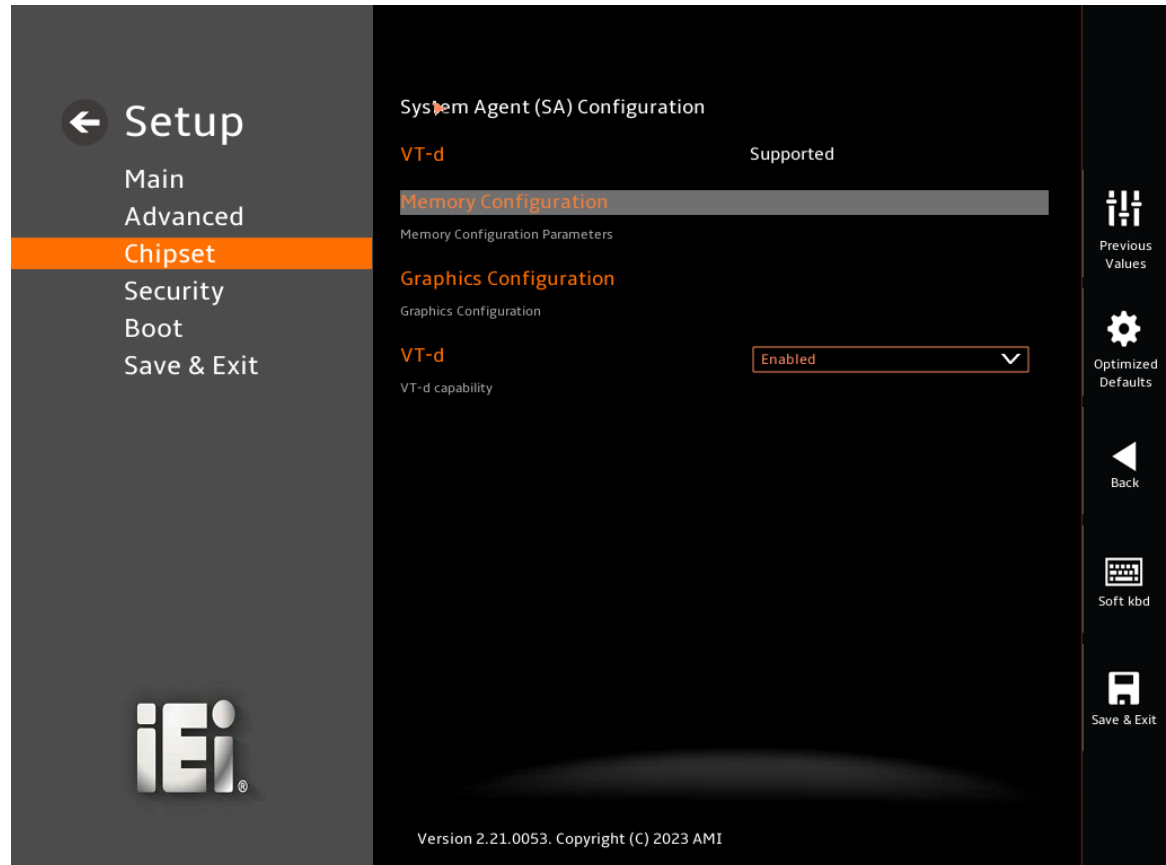 Setup
Main
Advanced
Chipset
Security
Boot
Save & Exit
System Agent (SA) Configuration
VT-d Supported
Memory Configuration
Memory Configuration Parameters
Graphics Configuration
Graphics Configuration
VT-d Enabled
VT-d capability
Previous
Values
Optimized
Defaults
Back
Soft kbd
Save & Exit
iEi®
Version 2.21.0053. Copyright (C) 2023 AMI